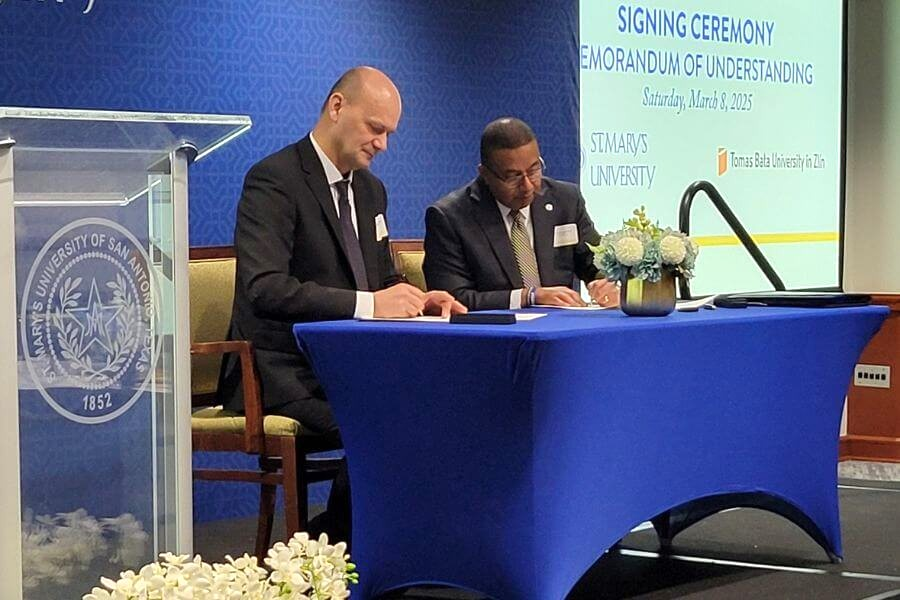 SIGNING CEREMONY
EMORANDUM OF UNDERSTANDING
Saturday, March 8, 2025
ST. MARY'S
UNIVERSITY
Tomas Bata University in Zlín
ST. MARY'S UNIVERSITY OF SAN ANTONIO, TEXAS
1852